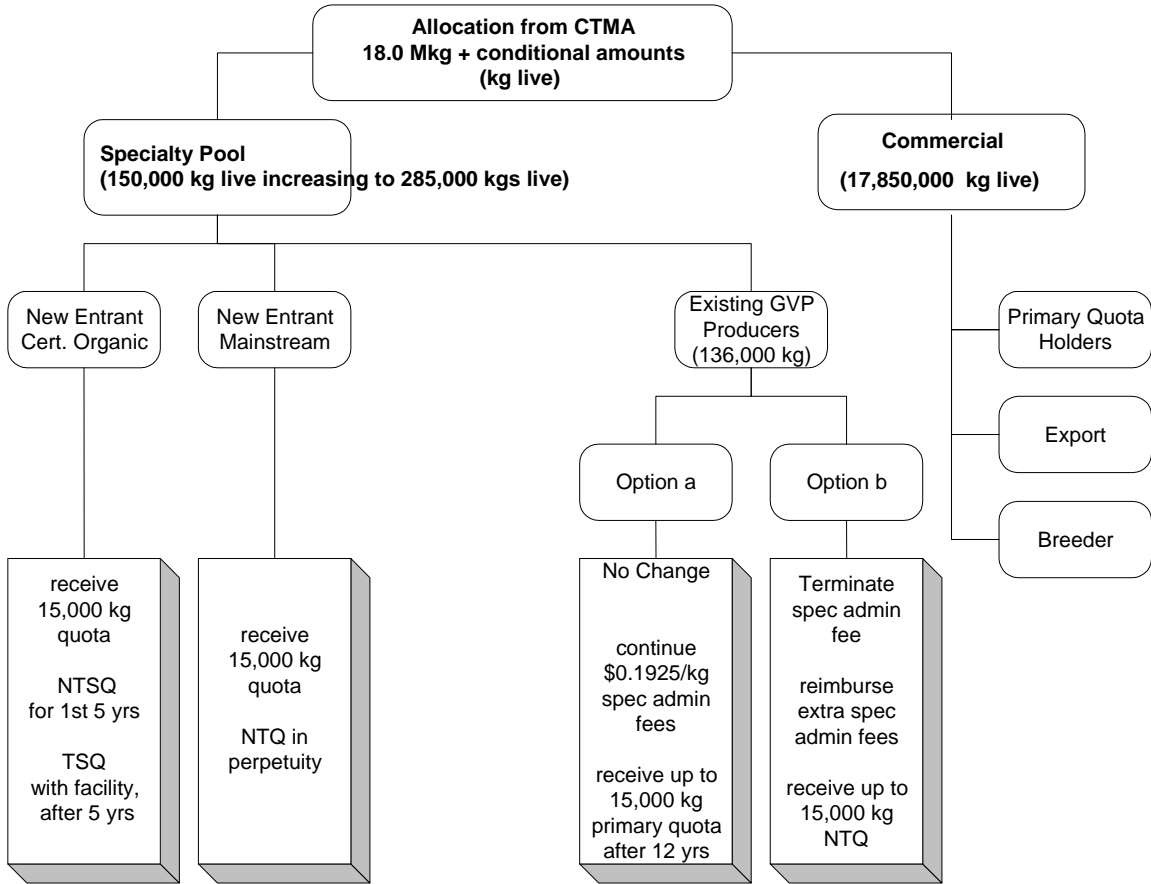 Allocation from CTMA
18.0 Mkg + conditional amounts
(kg live)
Specialty Pool
(150,000 kg live increasing to 285,000 kgs live)
Commercial
(17,850,000 kg live)
New Entrant
Cert. Organic
New Entrant
Mainstream
Existing GVP
Producers
(136,000 kg)
Primary Quota
Holders
Export
Breeder
Option a
Option b
receive
15,000 kg
quota
NTSQ
for 1st 5 yrs
TSQ
with facility,
after 5 yrs
receive
15,000 kg
quota
NTQ in
perpetuity
No Change
continue
$0.1925/kg
spec admin
fees
receive up to
15,000 kg
primary quota
after 12 yrs
Terminate
spec admin
fee
reimburse
extra spec
admin fees
receive up to
15,000 kg
NTQ